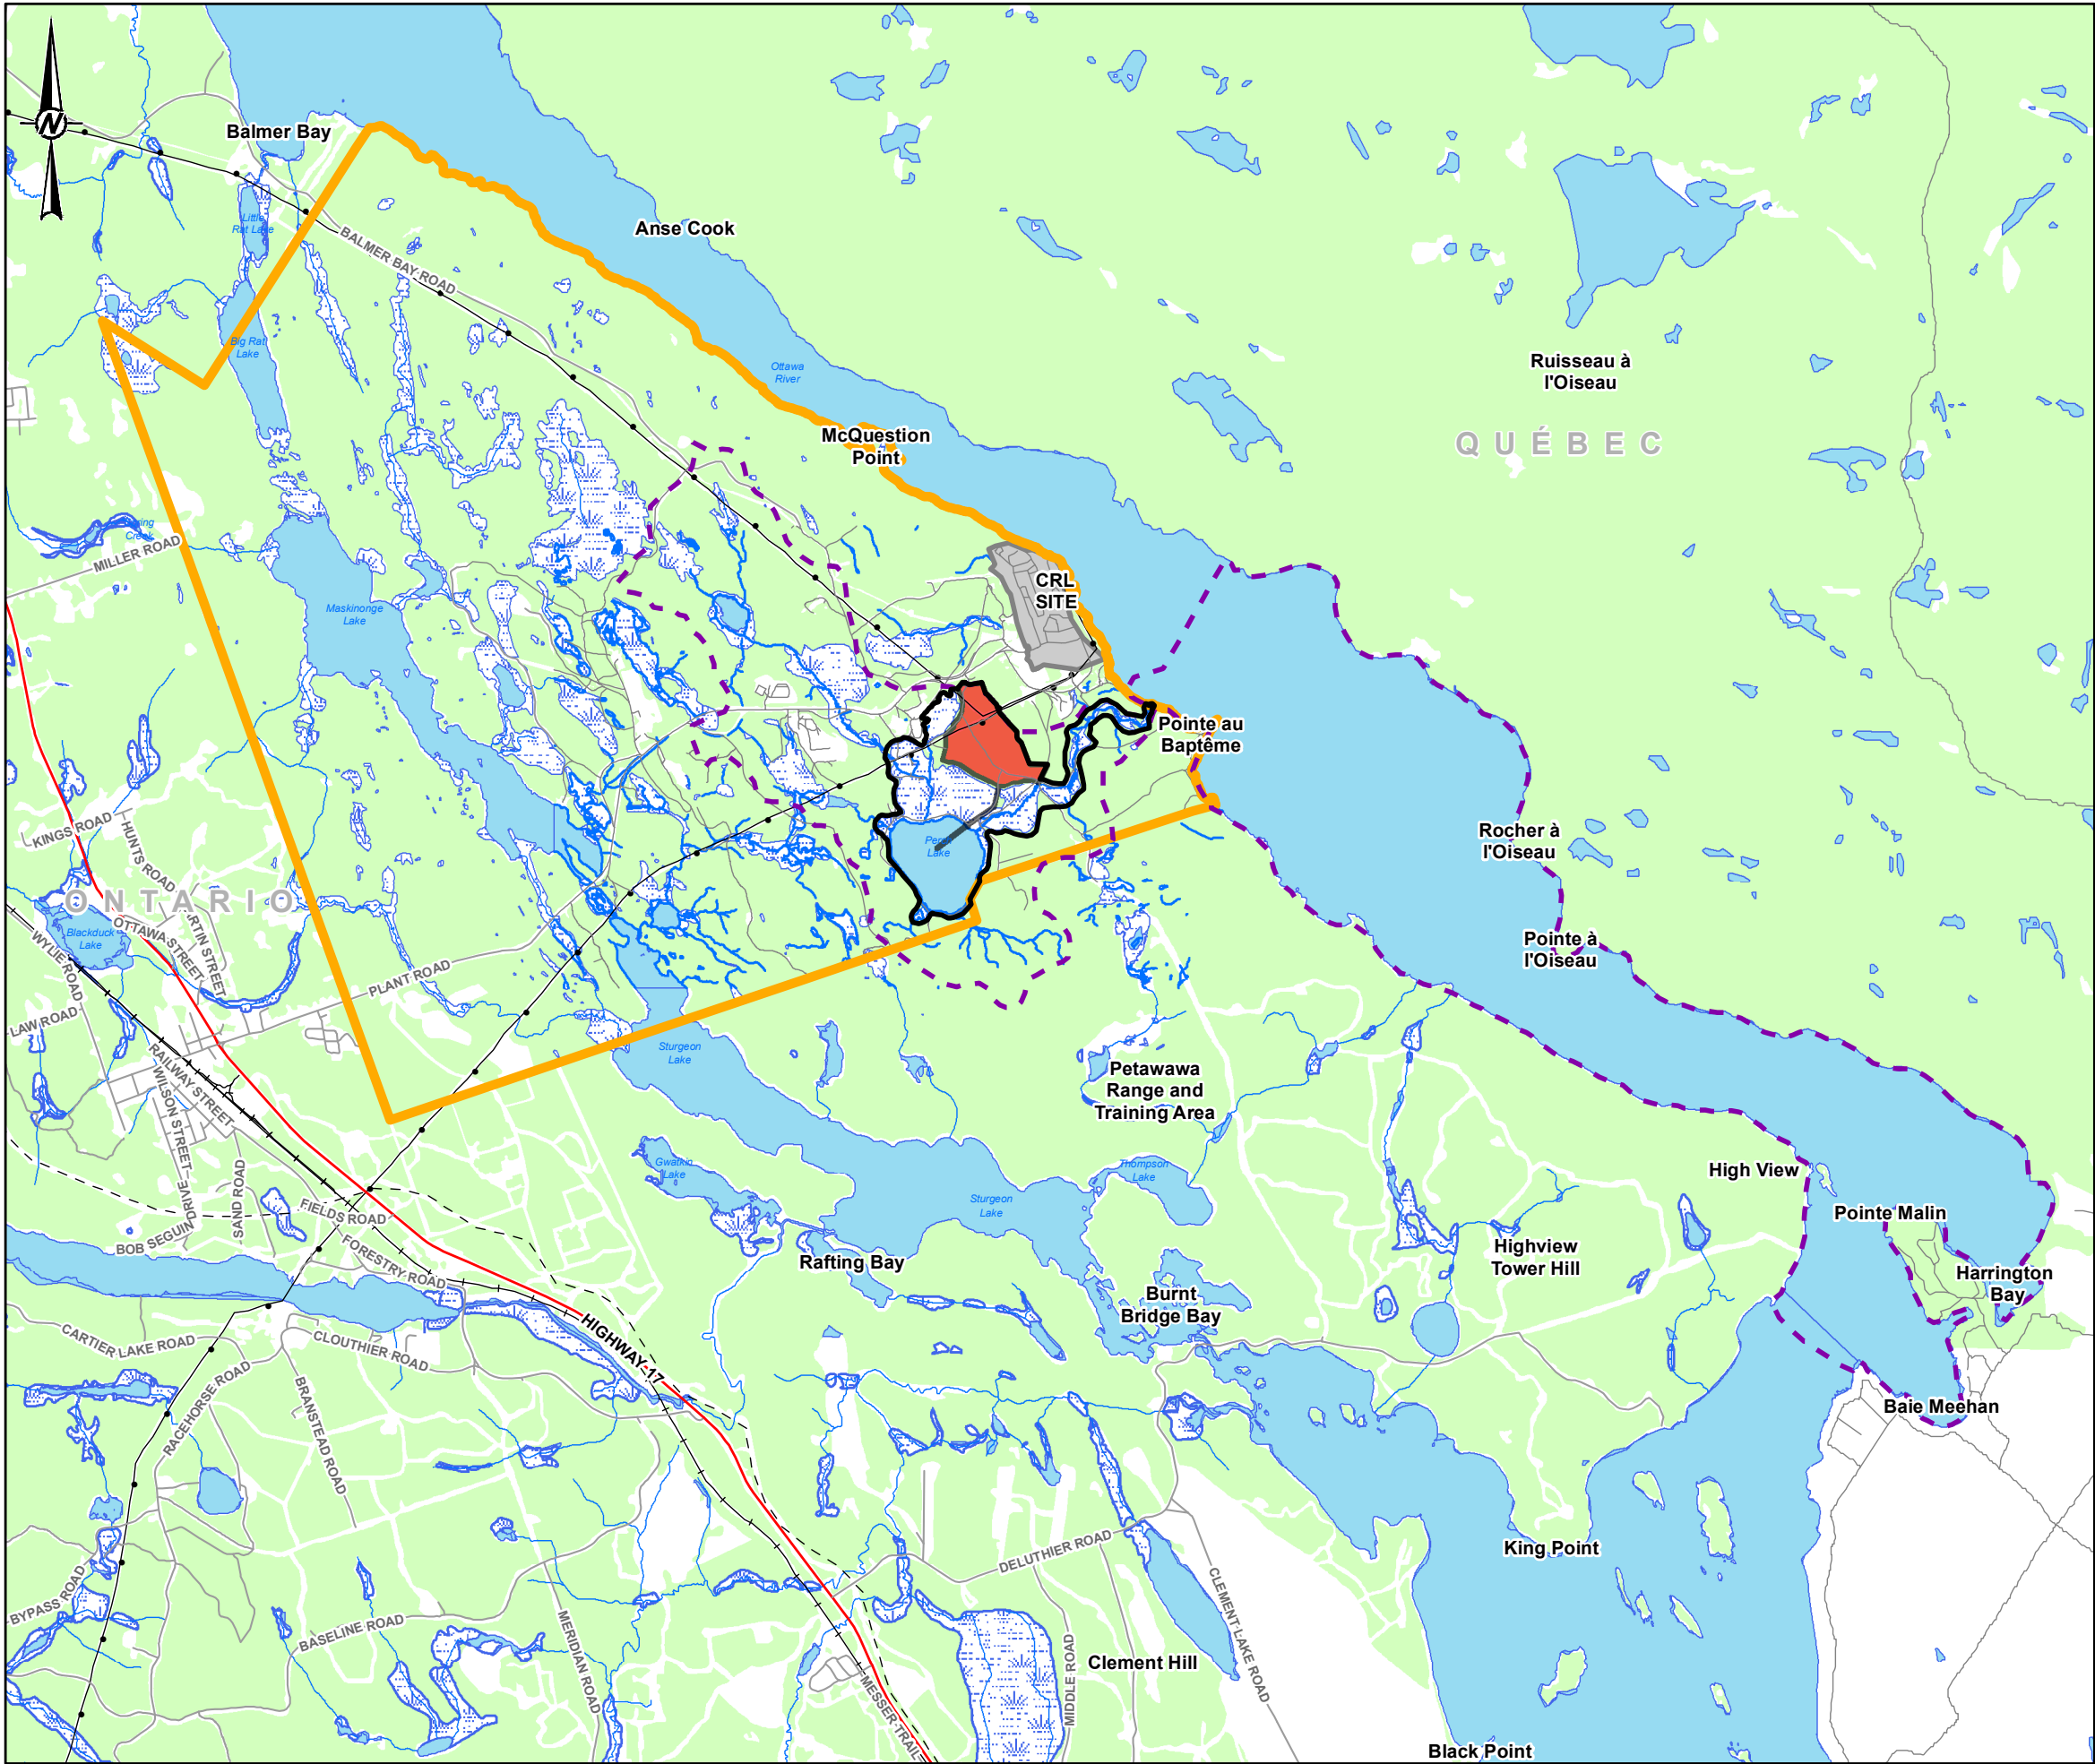 N
Balmer Bay
Little
Rat Lake
BALMER BAY ROAD
Anse Cook
Big Rat
Lake
Ottawa
River
Ruisseau à
l'Oiseau
QUÉBEC
McQuestion
Point
Creek
MILLER ROAD
CRL
SITE
Maskinonge
Lake
Pointe au
Baptême
KINGS ROAD
HUNTS ROAD
Lake
Rocher à
l'Oiseau
ONTARIO
Blackduck
Lake
OTTAWA STREET
MARTIN STREET
WYLIE ROAD
Pointe à
l'Oiseau
PLANT ROAD
LAW ROAD
RAILWAY STREET
WILSON STREET
DRIVE
Sturgeon
Lake
Petawawa
Range and
Training Area
SAND ROAD
Gwatkin
Lake
Thompson
Lake
High View
Sturgeon
Lake
Pointe Malin
FIELDS ROAD
BOB SEGUIN
FORESTRY ROAD
Rafting Bay
Highview
Tower Hill
Harrington
Bay
Burnt
Bridge Bay
CARTIER LAKE ROAD
CLOUTHIER ROAD
HIGHWAY 17
RACEHORSE ROAD
BRANSTEAD ROAD
Baie Meehan
DELUTHIER ROAD
King Point
BYPASS ROAD
BASELINE ROAD
MERIDIAN ROAD
CLEMENT LAKE ROAD
MIDDLE ROAD
Clement Hill
MESSER TRAIL
Black Point